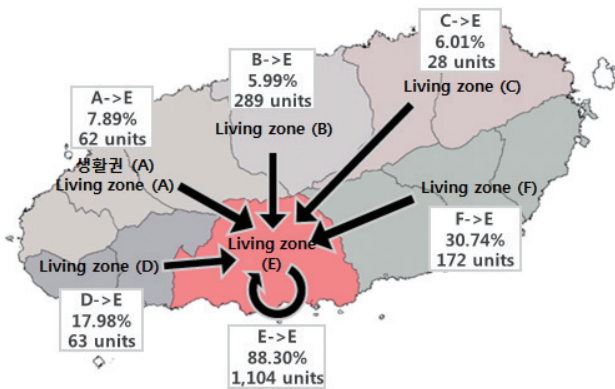 C->E
6.01%
28 units
Living zone (C)
B->E
5.99%
289 units
Living zone (B)
A->E
7.89%
62 units
생활권 (A)
Living zone (A)
Living zone (F)
F->E
30.74%
172 units
Living zone
(E)
Living zone (D)
D->E
17.98%
63 units
E->E
88.30%
1,104 units